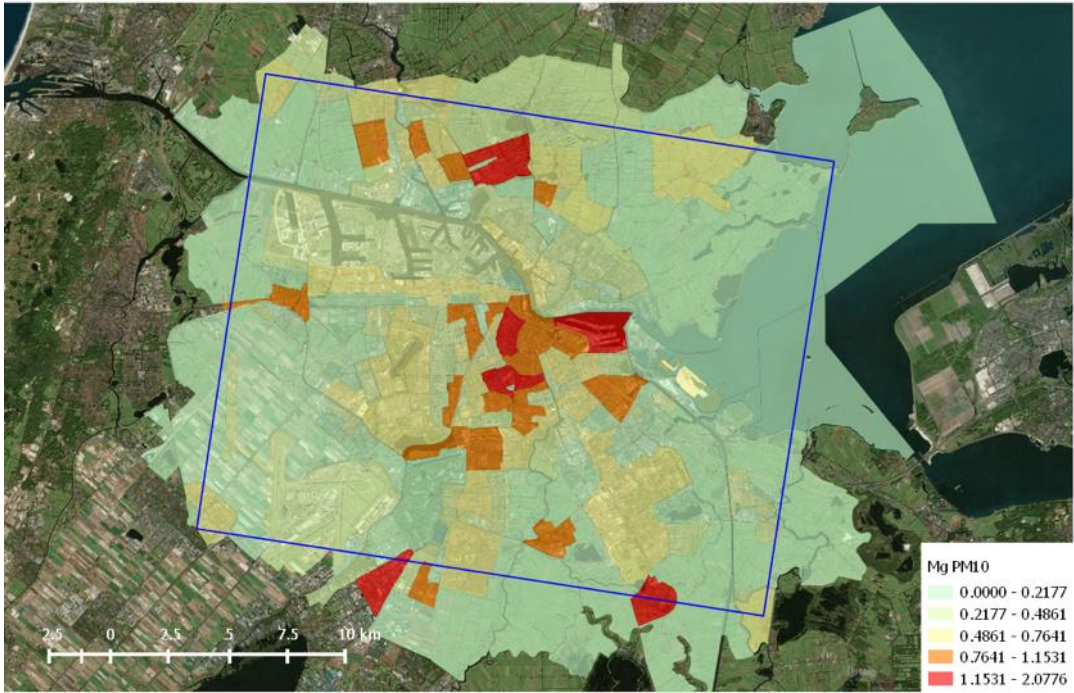 Mg PM10
0.0000 - 0.2177
0.2177 - 0.4861
0.4861 - 0.7641
0.7641 - 1.1531
1.1531 - 2.0776
2.5 0 2.5 5 7.5 10 km